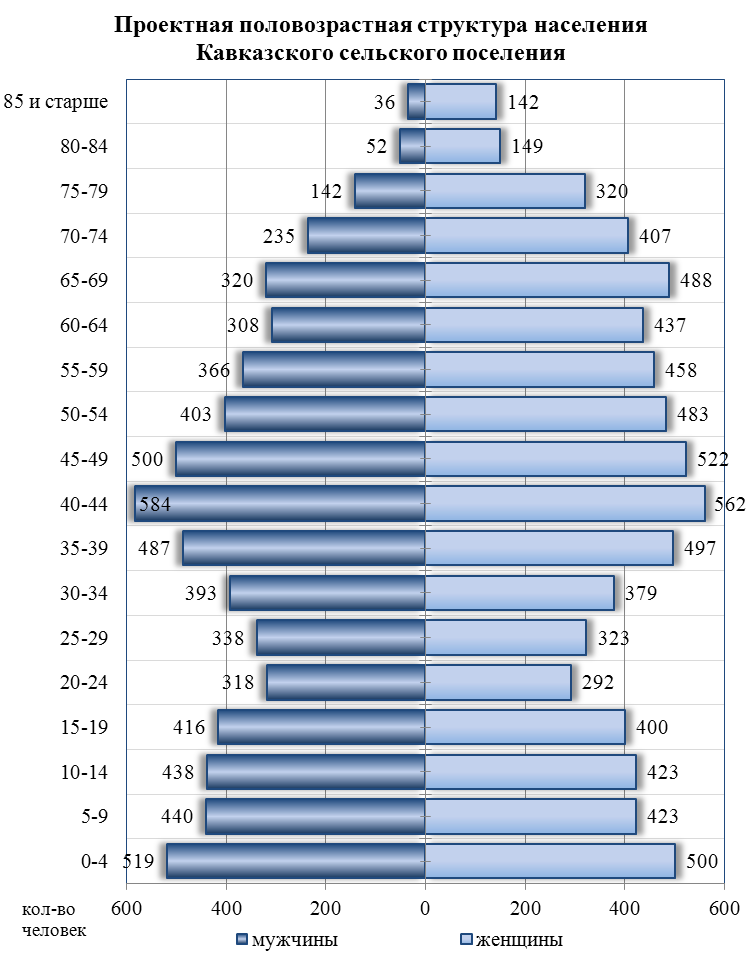 Проектная половозрастная структура населения
Кавказского сельского поселения
85 и старше 36 142
80-84 52 149
75-79 142 320
70-74 235 407
65-69 320 488
60-64 308 437
55-59 366 458
50-54 403 483
45-49 500 522
40-44 584 562
35-39 487 497
30-34 393 379
25-29 338 323
20-24 318 292
15-19 416 400
10-14 438 423
5-9 440 423
0-4 519 500
кол-во
человек
600 400 200 0 200 400 600
мужчины женщины